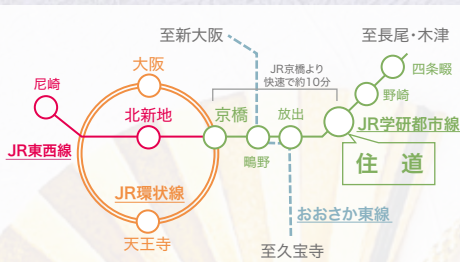 至新大阪
至長尾・木津
大阪
尼崎
北新地
JR京橋より
快速で約10分
京橋
放出
四条畷
野崎
JR学研都市線
鴫野
住 道
JR東西線
JR環状線
おおさか東線
天王寺
至久宝寺